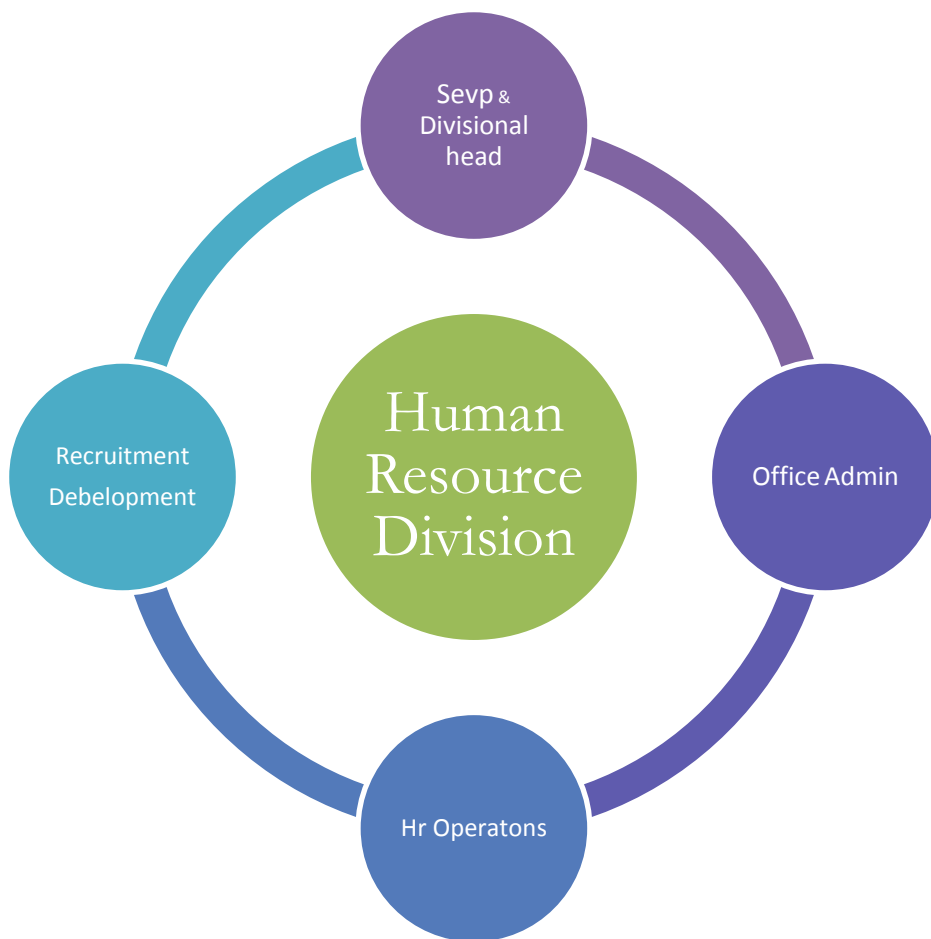 Sevp &
Divisional
head
Human
Resource
Division
Recruitment
Debelopment
Office Admin
Hr Operatons